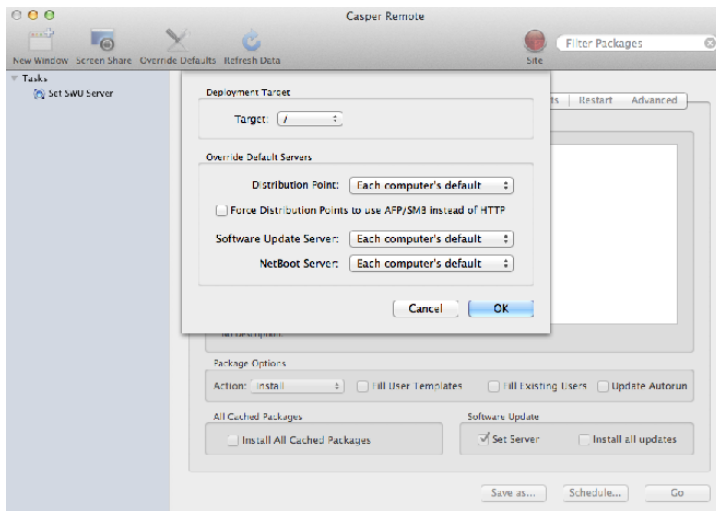 Casper Remote
New Window Screen Share Override Defaults Refresh Data Site Filter Packages
Tasks
Set SWU Server
Deployment Target
Target: /
Restart Advanced
Override Default Servers
Distribution Point: Each computer's default
Force Distribution Points to use AFP/SMB instead of HTTP
Software Update Server: Each computer's default
NetBoot Server: Each computer's default
Cancel OK
Package Options
Action: Install Fill User Templates Fill Existing Users Update Autorun
All Cached Packages Software Update
Install All Cached Packages Set Server Install all updates
Save as... Schedule... Go